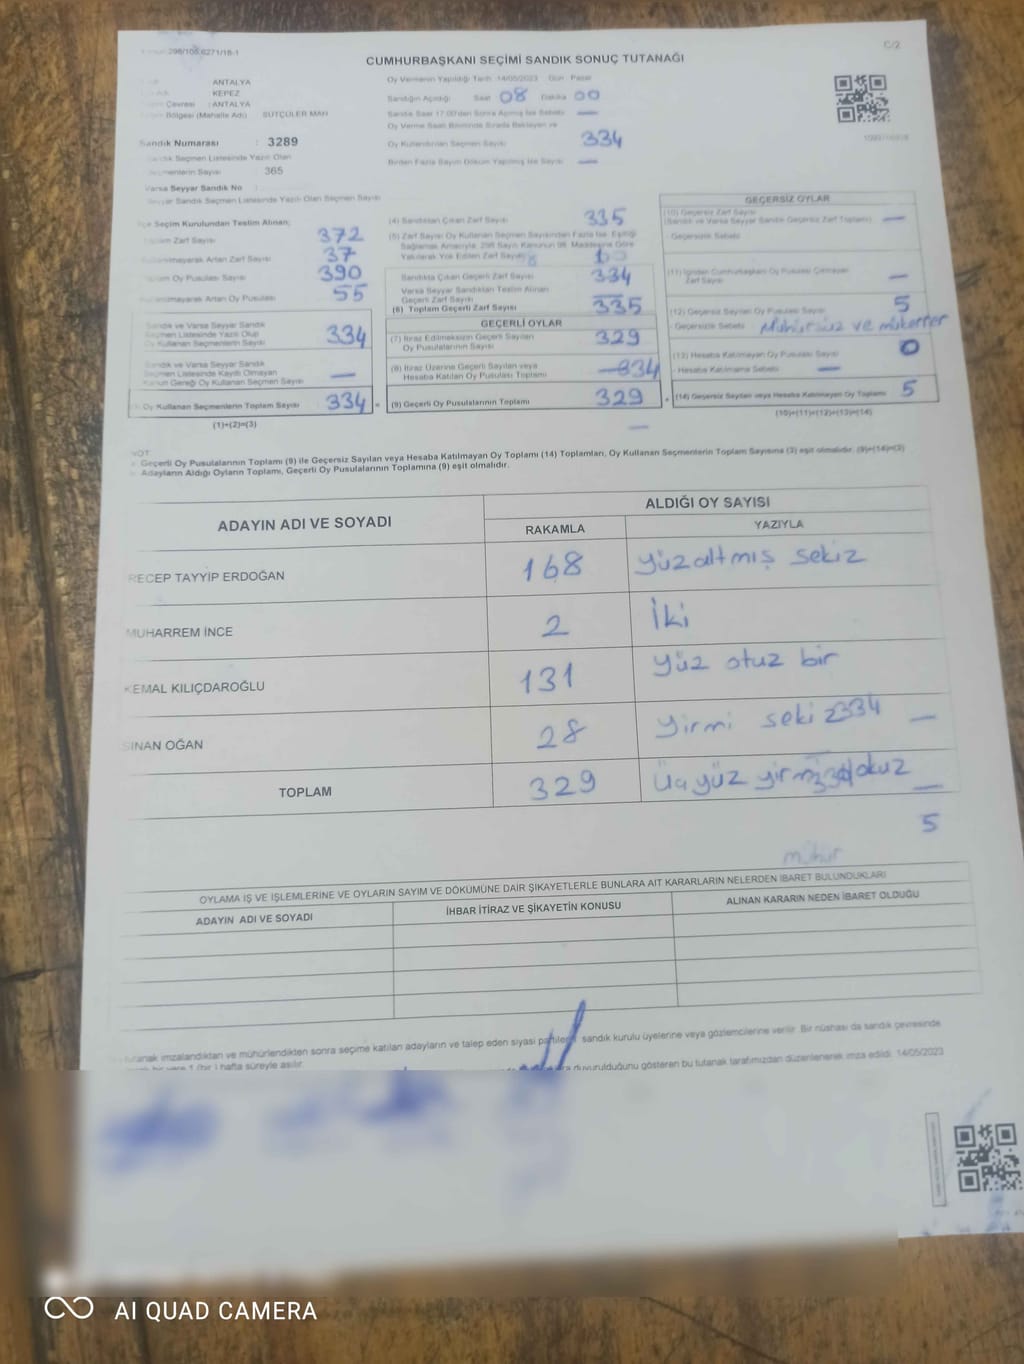 298/105.6271/18-1
C/2
CUMHURBAŞKANI SEÇİMİ SANDIK SONUÇ TUTANAĞI
ANTALYA
KEPEZ
Çevresi : ANTALYA
Bölgesi (Mahalle Adı) SÜTÇÜLER MAH
Sandık Numarası : 3289
Seçmen Listesinde Yazılı Olan
Seçmenlerin Sayısı : 365
Varsa Seyyar Sandık No
Seyyar Sandık Seçmen Listesinde Yazılı Olan Seçmen Sayısı
Oy Vermenin Yapıldığı Tarih :14/05/2023 Gün : Pazar
Sandığın Açıldığı Saat 08 Dakika 00
Sandık Saat 17:00'den Sonra Açılmış İse Sebebi —
Oy Verme Saati Bitiminde Sırada Bekleyen ve
Oy Kullandırılan Seçmen Sayısı 334
Birden Fazla Sayım Döküm Yapılmış İse Sayısı —
İlçe Seçim Kurulundan Teslim Alınan;
Zarf Sayısı 372
Kullanılmayarak Artan Zarf Sayısı 37
Oy Pusulası Sayısı 390
Kullanılmayarak Artan Oy Pusulası 55
Sandık ve Varsa Seyyar Sandık
Seçmen Listesinde Yazılı Olup
Oy Kullanan Seçmenlerin Sayısı 334
Sandık ve Varsa Seyyar Sandık
Seçmen Listesinde Kayıtlı Olmayan
Kanun Gereği Oy Kullanan Seçmen Sayısı —
Oy Kullanan Seçmenlerin Toplam Sayısı 334 =
(1)+(2)=(3)
(4) Sandıktan Çıkan Zarf Sayısı 335
(5) Zarf Sayısı Oy Kullanan Seçmen Sayısından Fazla İse, Eşitliği
Sağlamak Amacıyla, 298 Sayılı Kanunun 98. Maddesine Göre
Yakılarak Yok Edilen Zarf Sayısı
Sandıkta Çıkan Geçerli Zarf Sayısı 334
Varsa Seyyar Sandıktan Teslim Alınan
Geçerli Zarf Sayısı —
(6) Toplam Geçerli Zarf Sayısı 335
GEÇERLİ OYLAR
(7) İtiraz Edilmeksizin Geçerli Sayılan
Oy Pusulalarının Sayısı 329
(8) İtiraz Üzerine Geçerli Sayılan veya
Hesaba Katılan Oy Pusulası Toplamı —334
(9) Geçerli Oy Pusulalarının Toplamı 329 +
—
GEÇERSİZ OYLAR
(10) Geçersiz Zarf Sayısı
(Sandık ve Varsa Seyyar Sandık Geçersiz Zarf Toplamı) —
- Geçersizlik Sebebi
(11) İçinden Cumhurbaşkanı Oy Pusulası Çıkmayan
Zarf Sayısı —
(12) Geçersiz Sayılan Oy Pusulası Sayısı 5
- Geçersizlik Sebebi Mühürsüz ve mükerrer
(13) Hesaba Katılmayan Oy Pusulası Sayısı 0
- Hesaba Katılmama Sebebi —
(14) Geçersiz Sayılan veya Hesaba Katılmayan Oy Toplamı 5
(10)+(11)+(12)+(13)=(14)
NOT:
Geçerli Oy Pusulalarının Toplamı (9) ile Geçersiz Sayılan veya Hesaba Katılmayan Oy Toplamı (14) Toplamları, Oy Kullanan Seçmenlerin Toplam Sayısına (3) eşit olmalıdır. (9)+(14)=(3)
Adayların Aldığı Oyların Toplamı, Geçerli Oy Pusulalarının Toplamına (9) eşit olmalıdır.
ADAYIN ADI VE SOYADI
ALDIĞI OY SAYISI
RAKAMLA YAZIYLA
RECEP TAYYİP ERDOĞAN 168 yüzaltmış sekiz
MUHARREM İNCE 2 İki
KEMAL KILIÇDAROĞLU 131 yüz otuz bir
SİNAN OĞAN 28 yirmi sekiz 334 —
TOPLAM 329 Üçyüz yirmi dokuz —
5
mühür
OYLAMA İŞ VE İŞLEMLERİNE VE OYLARIN SAYIM VE DÖKÜMÜNE DAİR ŞİKAYETLERLE BUNLARA AİT KARARLARIN NELERDEN İBARET BULUNDUKLARI
ADAYIN ADI VE SOYADI İHBAR İTİRAZ VE ŞİKAYETİN KONUSU ALINAN KARARIN NEDEN İBARET OLDUĞU
tutanak imzalandıktan ve mühürlendikten sonra seçime katılan adayların ve talep eden siyasi partilere sandık kurulu üyelerine veya gözlemcilerine verilir. Bir nüshası da sandık çevresinde
bir yere 1 (bir) hafta süreyle asılır.
duyurulduğunu gösteren bu tutanak tarafımızdan düzenlenerek imza edildi. 14/05/2023
AI QUAD CAMERA